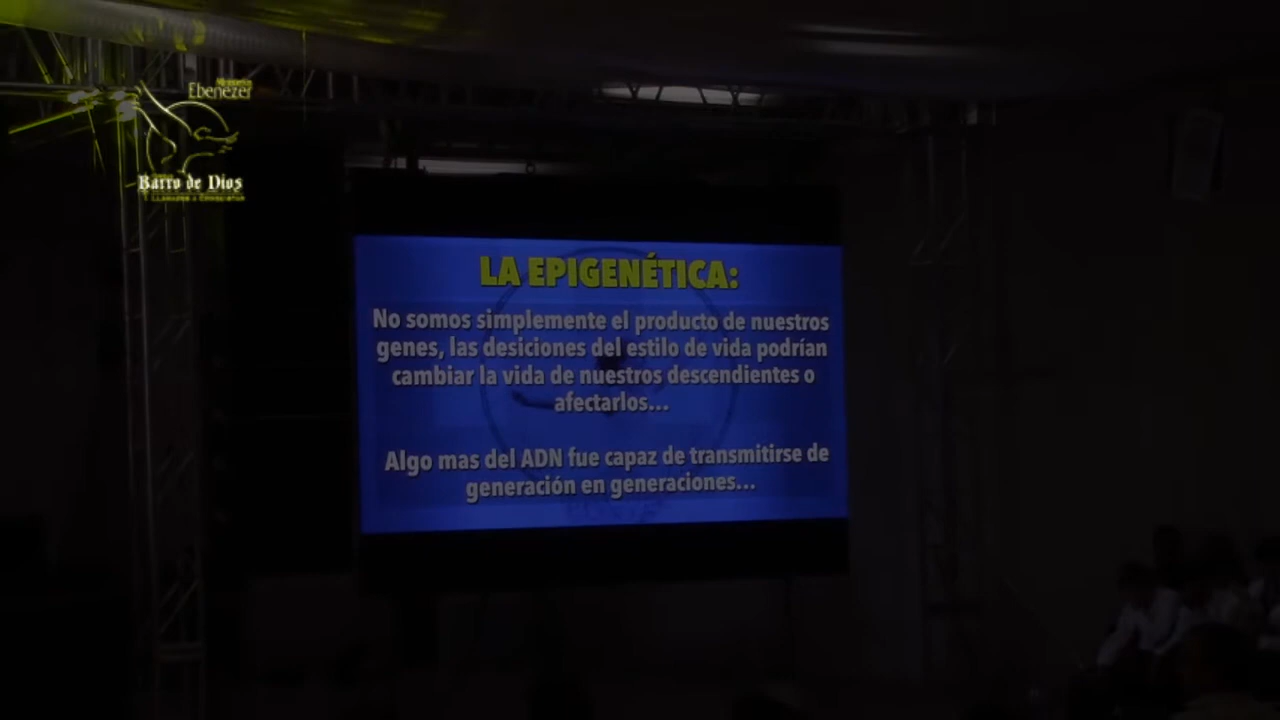 Ebenezer
Barro de Dios
LA EPIGENÉTICA:
No somos simplemente el producto de nuestros
genes, las desiciones del estilo de vida podrían
cambiar la vida de nuestros descendientes o
afectarlos...
Algo mas del ADN fue capaz de transmitirse de
generación en generaciones...